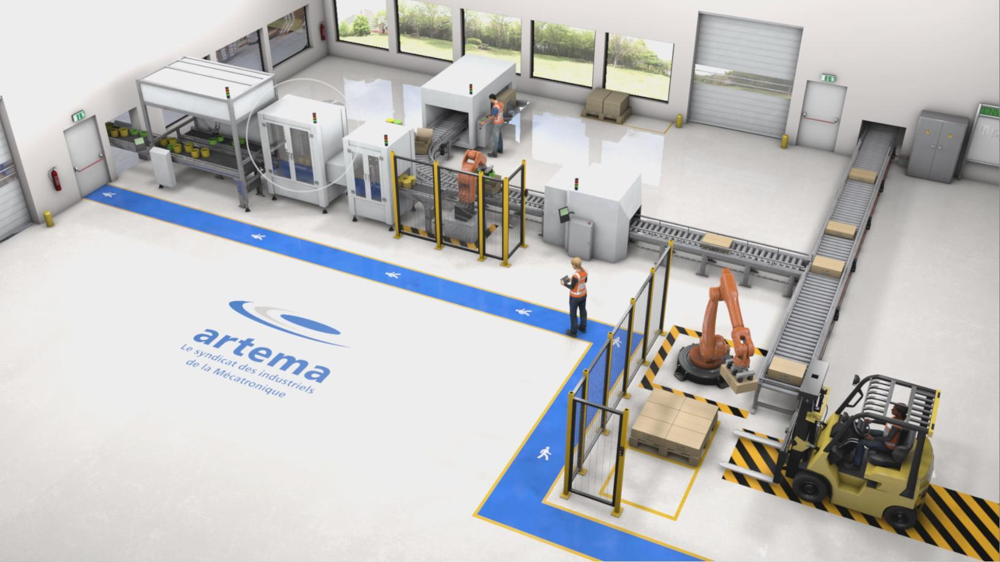 artema
Le syndicat des industriels
de la Mécatronique